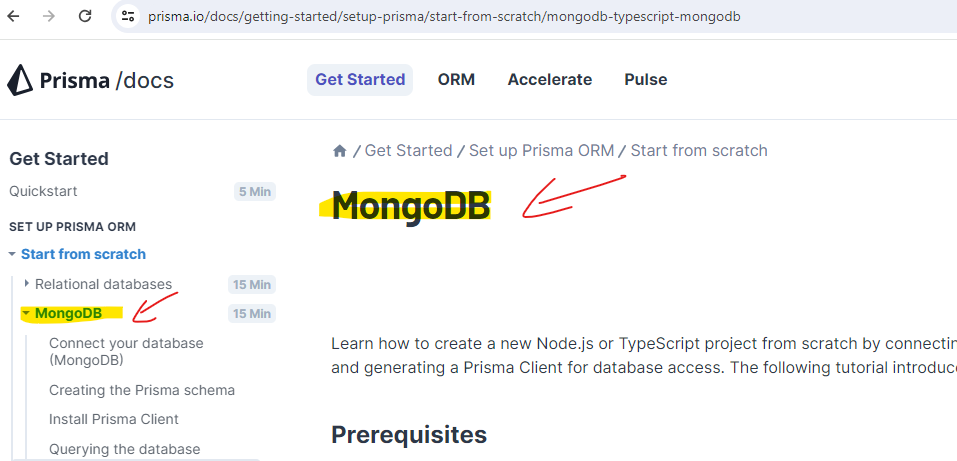 prisma.io/docs/getting-started/setup-prisma/start-from-scratch/mongodb-typescript-mongodb
Prisma /docs
Get Started ORM Accelerate Pulse
Get Started
Quickstart 5 Min
SET UP PRISMA ORM
Start from scratch
Relational databases 15 Min
MongoDB 15 Min
Connect your database
(MongoDB)
Creating the Prisma schema
Install Prisma Client
Querying the database
/ Get Started / Set up Prisma ORM / Start from scratch
MongoDB
Learn how to create a new Node.js or TypeScript project from scratch by connecting
and generating a Prisma Client for database access. The following tutorial introduc
Prerequisites